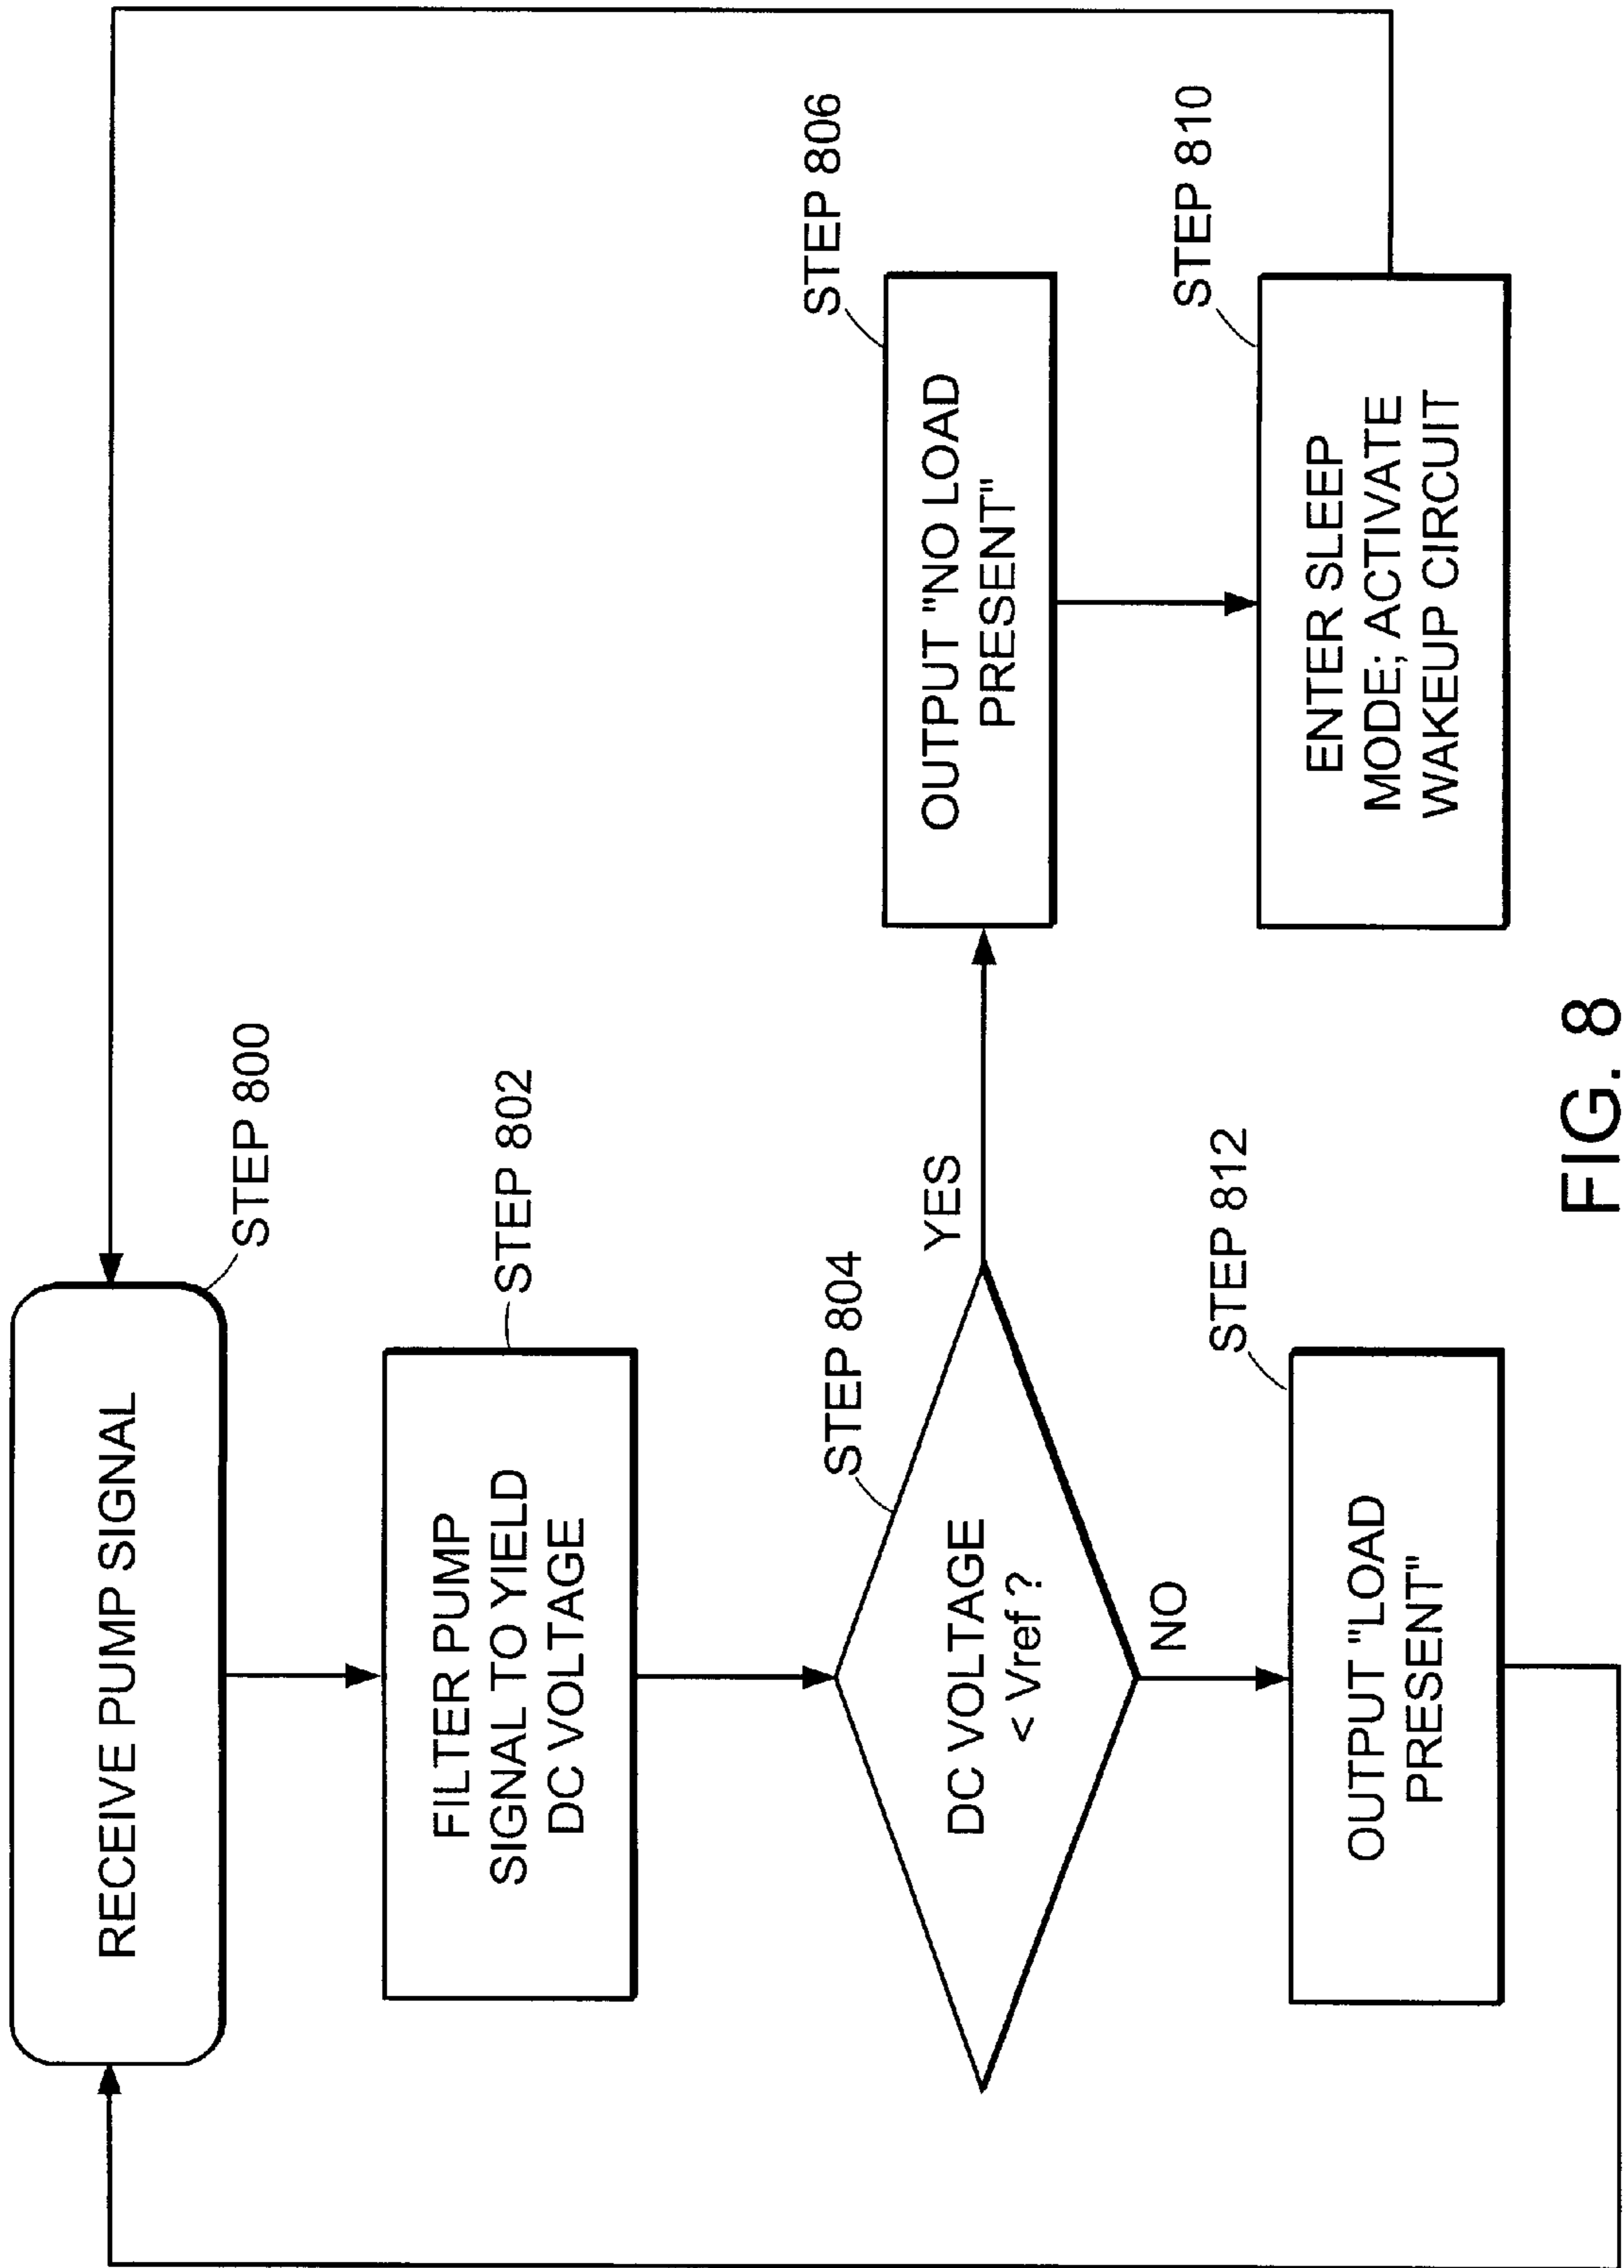 RECEIVE PUMP SIGNAL
STEP 800
FILTER PUMP
SIGNAL TO YIELD
DC VOLTAGE
STEP 802
STEP 804
DC VOLTAGE
< Vref ?
YES
NO
OUTPUT "NO LOAD
PRESENT"
STEP 806
ENTER SLEEP
MODE; ACTIVATE
WAKEUP CIRCUIT
STEP 810
OUTPUT "LOAD
PRESENT"
STEP 812
FIG. 8